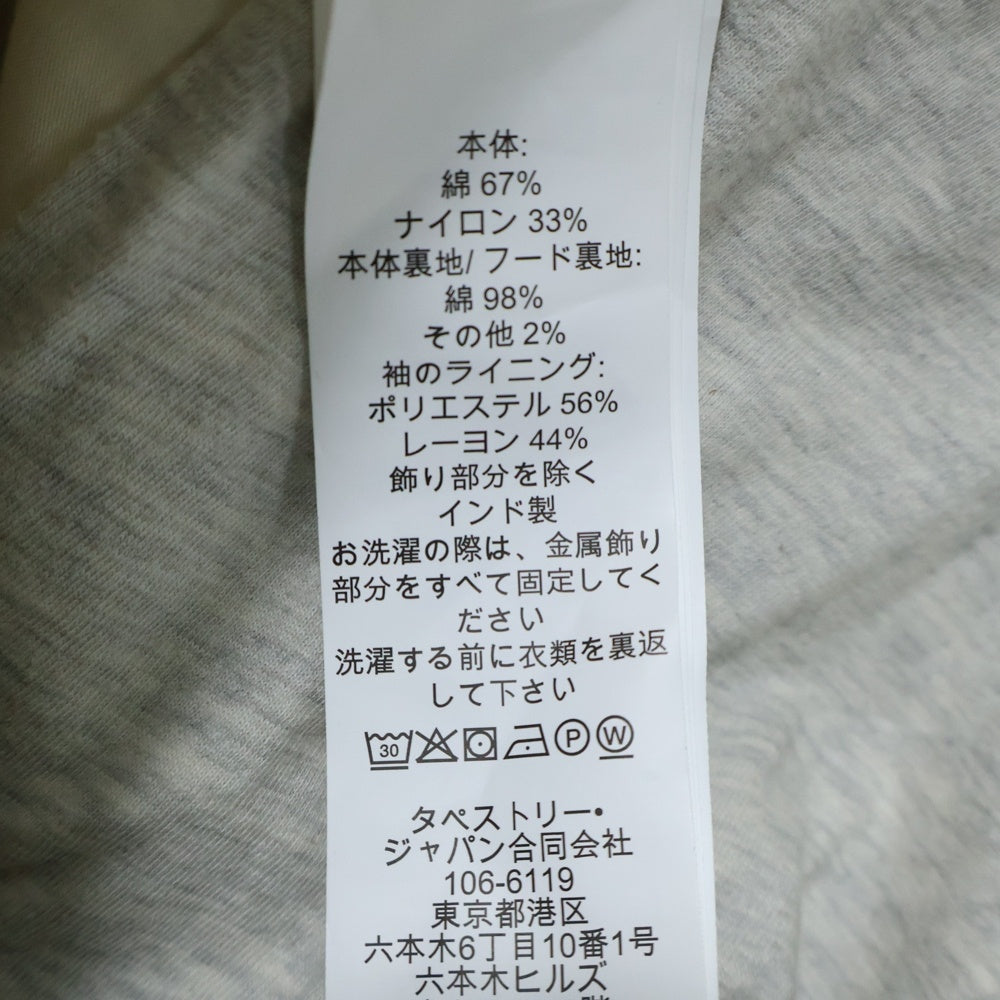 本体:
綿 67%
ナイロン 33%
本体裏地/ フード裏地:
綿 98%
その他 2%
袖のライニング:
ポリエステル 56%
レーヨン 44%
飾り部分を除く
インド製
お洗濯の際は、金属飾り
部分をすべて固定してく
ださい
洗濯する前に衣類を裏返
して下さい
30 P W
タペストリー•
ジャパン合同会社
106-6119
東京都港区
六本木6丁目10番1号
六本木ヒルズ